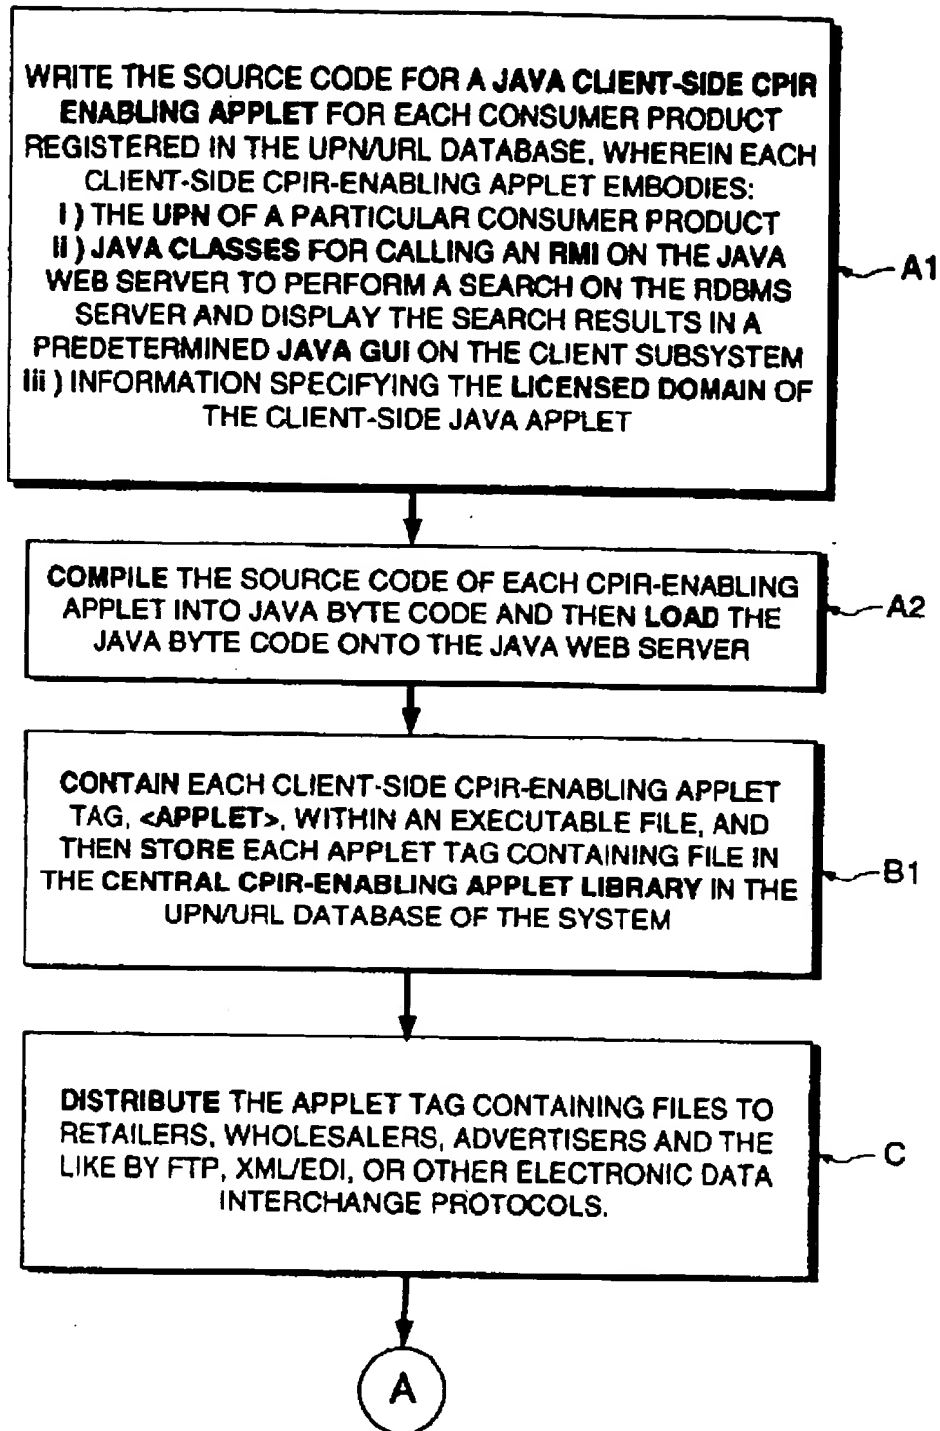 WRITE THE SOURCE CODE FOR A JAVA CLIENT-SIDE CPIR
ENABLING APPLET FOR EACH CONSUMER PRODUCT
REGISTERED IN THE UPN/URL DATABASE, WHEREIN EACH
CLIENT-SIDE CPIR-ENABLING APPLET EMBODIES:
i ) THE UPN OF A PARTICULAR CONSUMER PRODUCT
ii ) JAVA CLASSES FOR CALLING AN RMI ON THE JAVA
WEB SERVER TO PERFORM A SEARCH ON THE RDBMS
SERVER AND DISPLAY THE SEARCH RESULTS IN A
PREDETERMINED JAVA GUI ON THE CLIENT SUBSYSTEM
iii ) INFORMATION SPECIFYING THE LICENSED DOMAIN OF
THE CLIENT-SIDE JAVA APPLET
A1
COMPILE THE SOURCE CODE OF EACH CPIR-ENABLING
APPLET INTO JAVA BYTE CODE AND THEN LOAD THE
JAVA BYTE CODE ONTO THE JAVA WEB SERVER
A2
CONTAIN EACH CLIENT-SIDE CPIR-ENABLING APPLET
TAG, <APPLET>, WITHIN AN EXECUTABLE FILE, AND
THEN STORE EACH APPLET TAG CONTAINING FILE IN
THE CENTRAL CPIR-ENABLING APPLET LIBRARY IN THE
UPN/URL DATABASE OF THE SYSTEM
B1
DISTRIBUTE THE APPLET TAG CONTAINING FILES TO
RETAILERS, WHOLESALERS, ADVERTISERS AND THE
LIKE BY FTP, XML/EDI, OR OTHER ELECTRONIC DATA
INTERCHANGE PROTOCOLS.
C
A